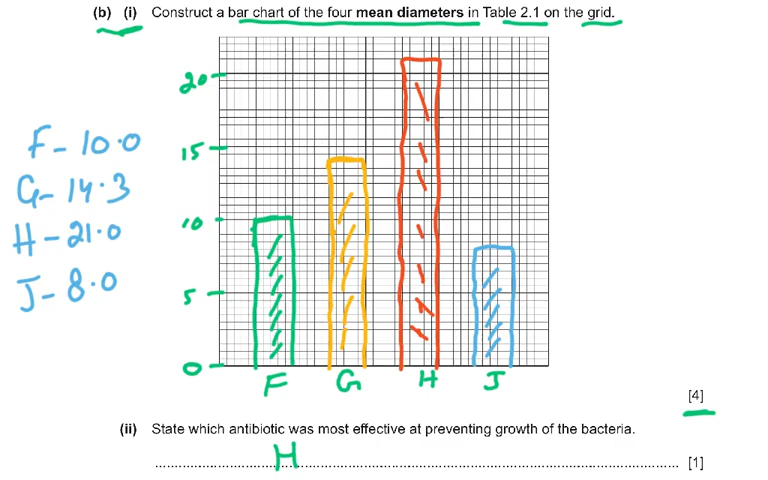 (b) (i) Construct a bar chart of the four mean diameters in Table 2.1 on the grid.
20
15
10
5
0
F - 10.0
G - 14.3
H - 21.0
J - 8.0
F G H J
[4]
(ii) State which antibiotic was most effective at preventing growth of the bacteria.
H [1]